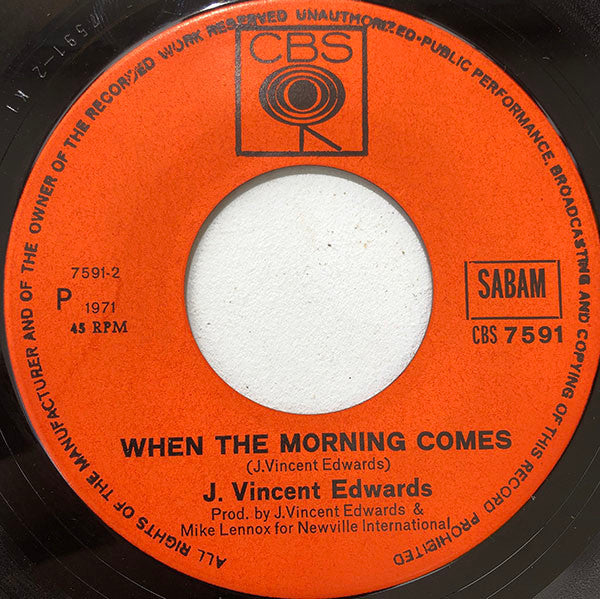 ALL RIGHTS OF THE MANUFACTURER AND OF THE OWNER OF THE RECORDED WORK RESERVED UNAUTHORIZED·PUBLIC PERFORMANCE, BROADCASTING AND COPYING OF THIS RECORD PROHIBITED
CBS
7591-2
P 1971
45 RPM
SABAM
CBS 7591
WHEN THE MORNING COMES
(J.Vincent Edwards)
J. Vincent Edwards
Prod. by J.Vincent Edwards &
Mike Lennox for Newville International